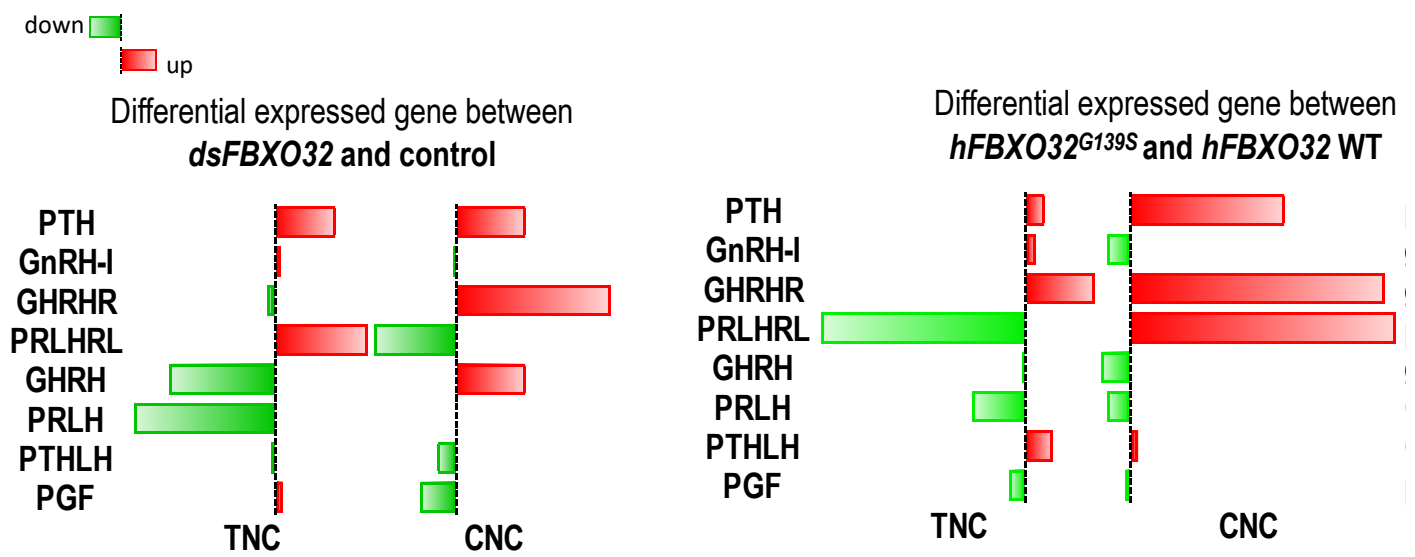 down
up
Differential expressed gene between
dsFBXO32 and control
PTH
GnRH-I
GHRHR
PRLHRL
GHRH
PRLH
PTHLH
PGF
TNC
CNC
Differential expressed gene between
hFBXO32G139S and hFBXO32 WT
PTH
GnRH-I
GHRHR
PRLHRL
GHRH
PRLH
PTHLH
PGF
TNC
CNC